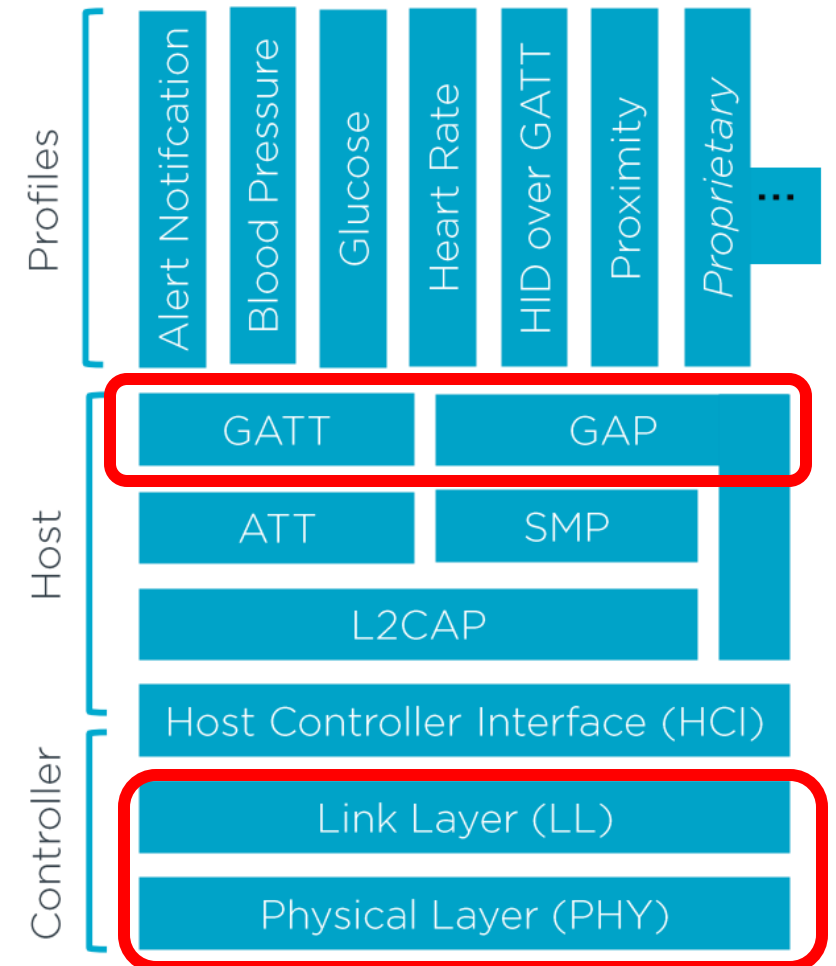 Profiles
Alert Notifcation
Blood Pressure
Glucose
Heart Rate
HID over GATT
Proximity
Proprietary
...
Host
GATT
GAP
ATT
SMP
L2CAP
Host Controller Interface (HCI)
Controller
Link Layer (LL)
Physical Layer (PHY)